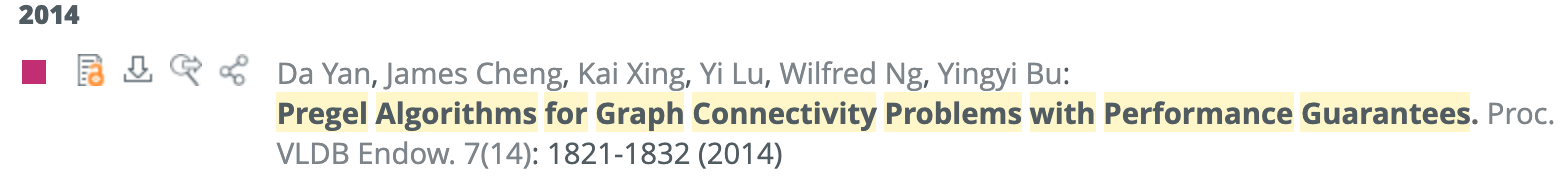 2014
Da Yan, James Cheng, Kai Xing, Yi Lu, Wilfred Ng, Yingyi Bu:
Pregel Algorithms for Graph Connectivity Problems with Performance Guarantees. Proc.
VLDB Endow. 7(14): 1821-1832 (2014)